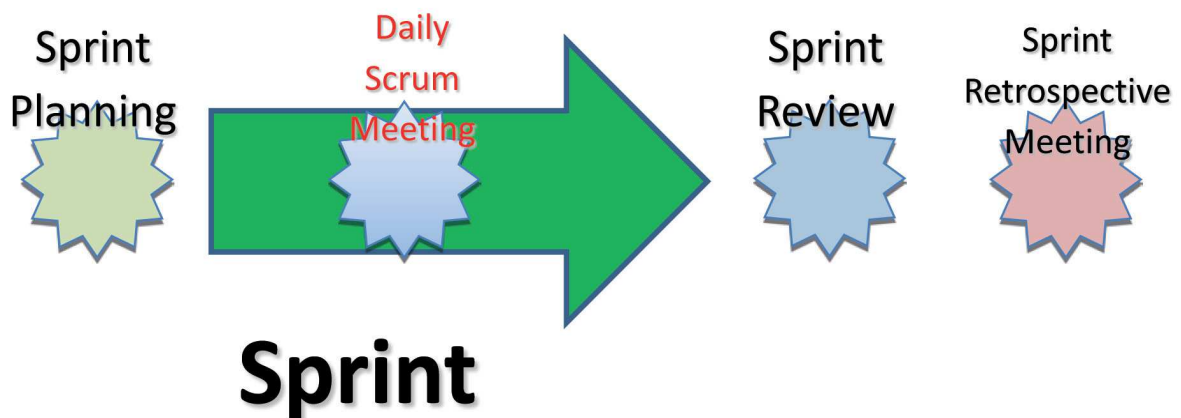 Sprint
Planning
Daily
Scrum
Meeting
Sprint
Review
Sprint
Retrospective
Meeting
Sprint